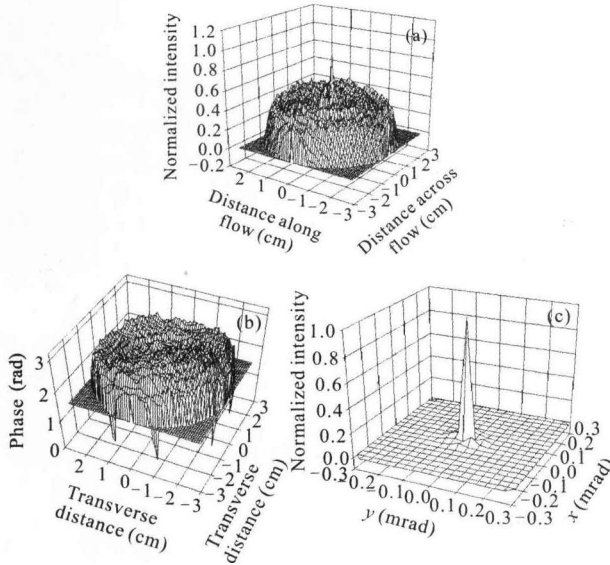 (a)
Normalized intensity
1.2
1.0
0.8
0.6
0.4
0.2
0.0
−0.2
2 1 0 −1 −2 −3
Distance along
flow (cm)
−3 −2 −1 0 1 2 3
Distance across
flow (cm)
(b)
Phase (rad)
3
2
1
0
2 1 0 −1 −2 −3
Transverse
distance (cm)
−3 −2 −1 0 1 2 3
Transverse
distance (cm)
(c)
Normalized intensity
1.0
0.8
0.6
0.4
0.2
0.0
−0.3 −0.2 −0.1 0.0 0.1 0.2 0.3
y (mrad)
−0.3 −0.2 −0.1 0.0 0.1 0.2 0.3
x (mrad)